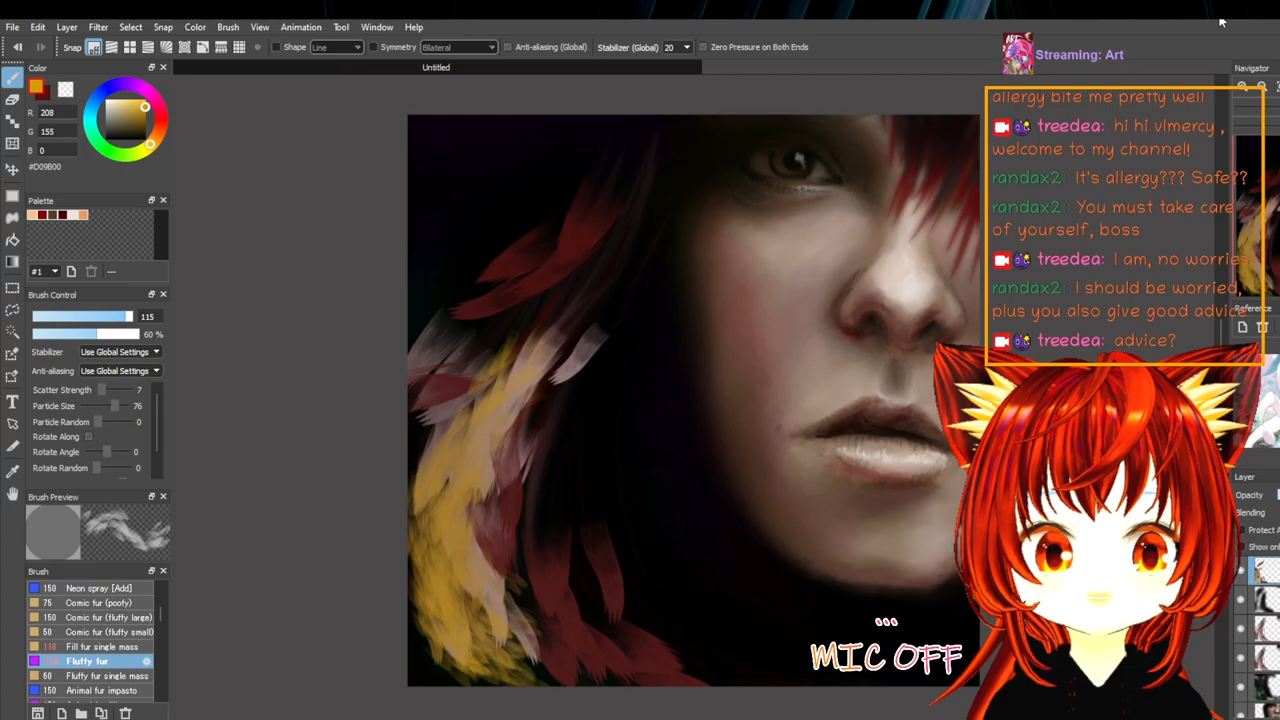 File Edit Layer Filter Select Snap Color Brush View Animation Tool Window Help
Snap off Shape Line Symmetry Bilateral Anti-aliasing (Global) Stabilizer (Global) 20 Zero Pressure on Both Ends
Untitled
Streaming: Art
Color
R 208
G 155
B 0
#D09B00
Palette
#1 ---
Brush Control
115
60 %
Stabilizer Use Global Settings
Anti-aliasing Use Global Settings
Scatter Strength 7
Particle Size 76
Particle Random 0
Rotate Along
Rotate Angle 0
Rotate Random 0
Brush Preview
Brush
150 Neon spray [Add]
75 Comic fur (poofy)
150 Comic fur (fluffy large)
50 Comic fur (fluffy small)
110 Fill fur single mass
Fluffy fur
60 Fluffy fur single mass
150 Animal fur impasto
Navigator
allergy bite me pretty well
treedea: hi hi vlmercy ,
welcome to my channel!
randax2: It's allergy??? Safe??
randax2: You must take care
of yourself, boss
treedea: I am, no worries
randax2: I should be worried,
plus you also give good advice
treedea: advice?
Reference
Layer
Opacity
Blending
Protect A
Show onl
...
MIC OFF